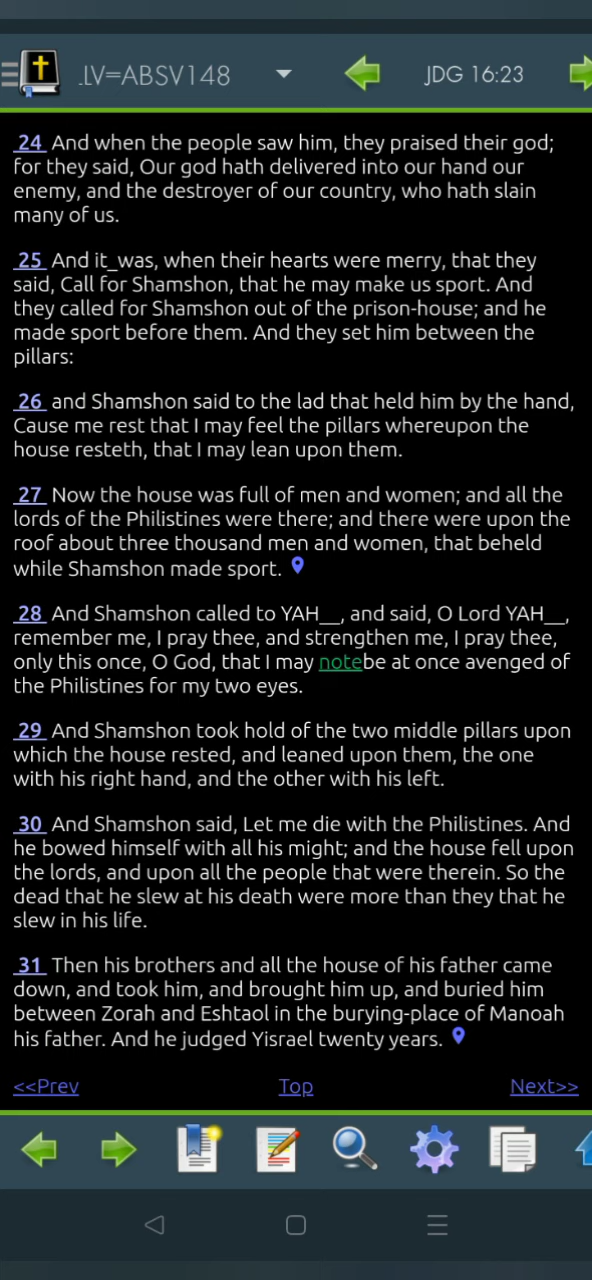 .LV=ABSV148
JDG 16:23
24 And when the people saw him, they praised their god;
for they said, Our god hath delivered into our hand our
enemy, and the destroyer of our country, who hath slain
many of us.
25 And it_was, when their hearts were merry, that they
said, Call for Shamshon, that he may make us sport. And
they called for Shamshon out of the prison-house; and he
made sport before them. And they set him between the
pillars:
26 and Shamshon said to the lad that held him by the hand,
Cause me rest that I may feel the pillars whereupon the
house resteth, that I may lean upon them.
27 Now the house was full of men and women; and all the
lords of the Philistines were there; and there were upon the
roof about three thousand men and women, that beheld
while Shamshon made sport.
28 And Shamshon called to YAH__, and said, O Lord YAH__,
remember me, I pray thee, and strengthen me, I pray thee,
only this once, O God, that I may notebe at once avenged of
the Philistines for my two eyes.
29 And Shamshon took hold of the two middle pillars upon
which the house rested, and leaned upon them, the one
with his right hand, and the other with his left.
30 And Shamshon said, Let me die with the Philistines. And
he bowed himself with all his might; and the house fell upon
the lords, and upon all the people that were therein. So the
dead that he slew at his death were more than they that he
slew in his life.
31 Then his brothers and all the house of his father came
down, and took him, and brought him up, and buried him
between Zorah and Eshtaol in the burying-place of Manoah
his father. And he judged Yisrael twenty years.
<<Prev Top Next>>